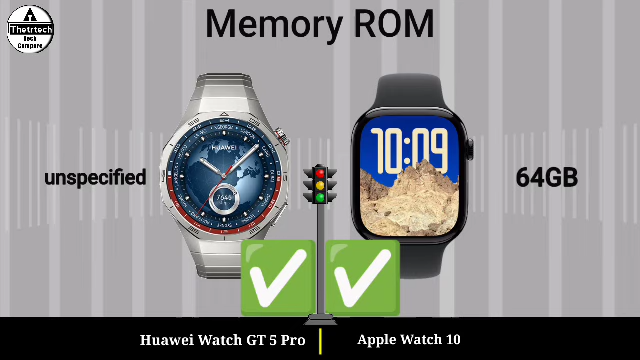 Thetrtech
Tech
Compare
Memory ROM
unspecified
HUAWEI
10:09
64GB
Huawei Watch GT 5 Pro
Apple Watch 10